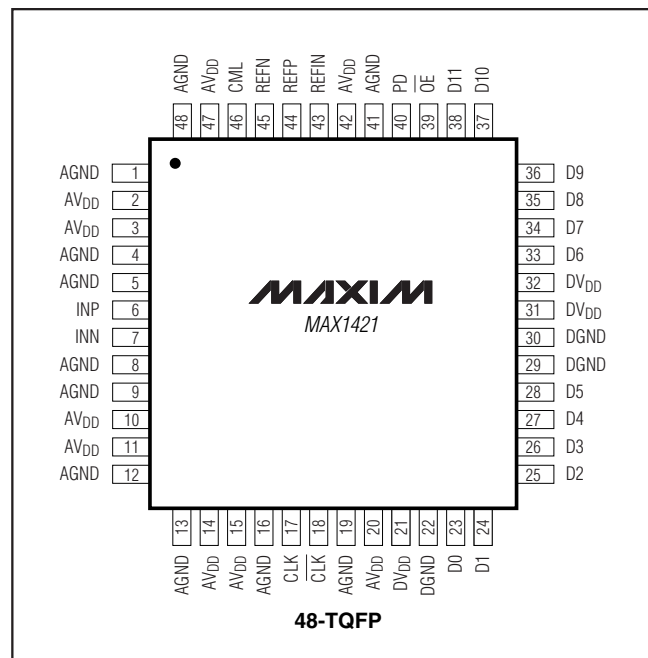 AGND AVDD CML REFN REFP REFIN AVDD AGND PD OE D11 D10
48 47 46 45 44 43 42 41 40 39 38 37
AGND 1 36 D9
AVDD 2 35 D8
AVDD 3 34 D7
AGND 4 33 D6
AGND 5 32 DVDD
INP 6 31 DVDD
INN 7 30 DGND
AGND 8 29 DGND
AGND 9 28 D5
AVDD 10 27 D4
AVDD 11 26 D3
AGND 12 25 D2
MAXIM
MAX1421
13 14 15 16 17 18 19 20 21 22 23 24
AGND AVDD AVDD AGND CLK CLK AGND AVDD DVDD DGND D0 D1
48-TQFP